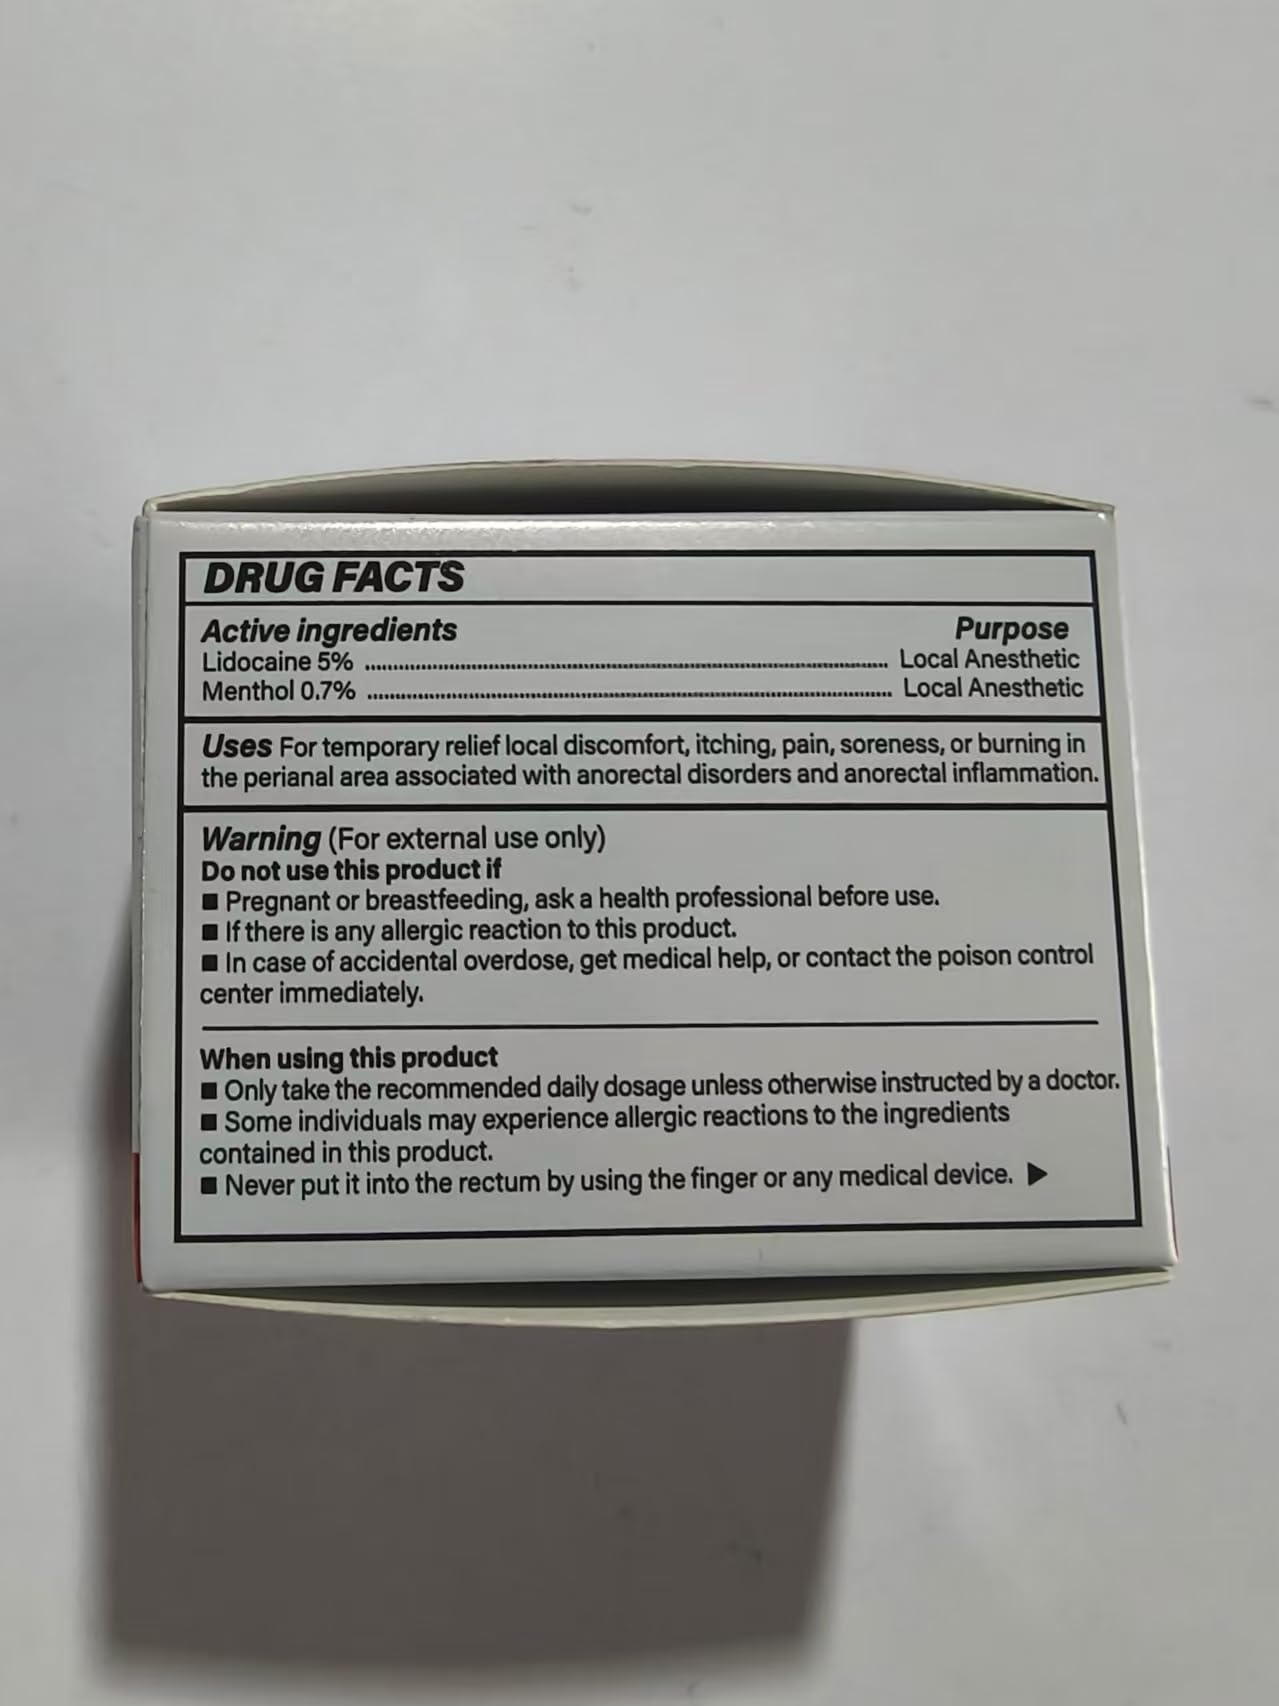 DRUG FACTS
Active ingredients Purpose
Lidocaine 5% ........................................ Local Anesthetic
Menthol 0.7% ........................................ Local Anesthetic
Uses For temporary relief local discomfort, itching, pain, soreness, or burning in
the perianal area associated with anorectal disorders and anorectal inflammation.
Warning (For external use only)
Do not use this product if
■ Pregnant or breastfeeding, ask a health professional before use.
■ If there is any allergic reaction to this product.
■ In case of accidental overdose, get medical help, or contact the poison control
center immediately.
When using this product
■ Only take the recommended daily dosage unless otherwise instructed by a doctor.
■ Some individuals may experience allergic reactions to the ingredients
contained in this product.
■ Never put it into the rectum by using the finger or any medical device. ▶